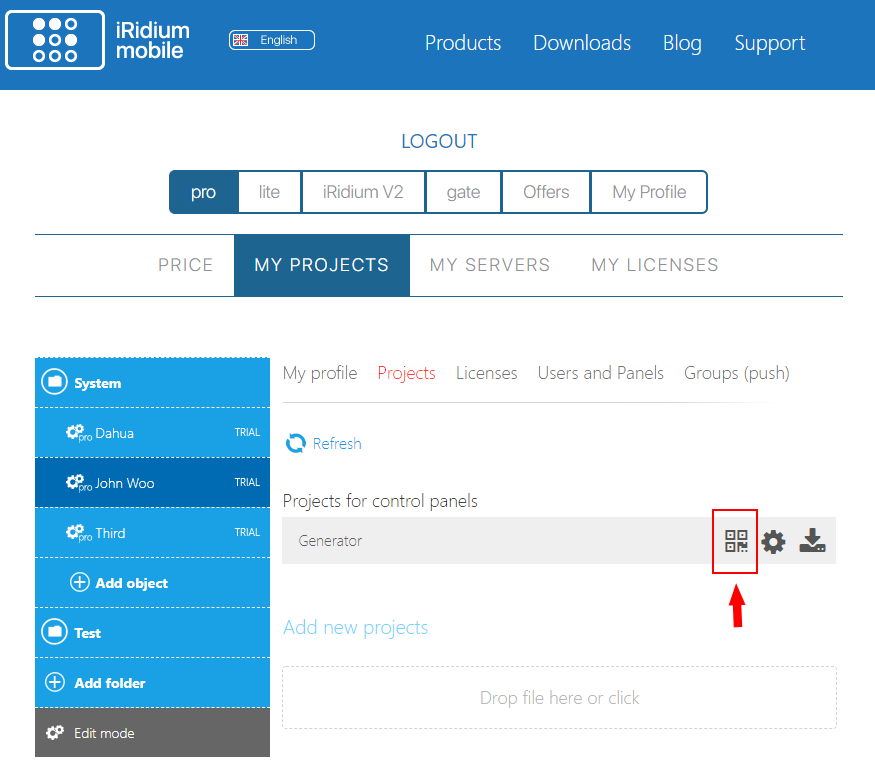 iRidium
mobile
English
Products Downloads Blog Support
LOGOUT
pro lite iRidium V2 gate Offers My Profile
PRICE MY PROJECTS MY SERVERS MY LICENSES
System
pro Dahua TRIAL
pro John Woo TRIAL
pro Third TRIAL
Add object
Test
Add folder
Edit mode
My profile Projects Licenses Users and Panels Groups (push)
Refresh
Projects for control panels
Generator
Add new projects
Drop file here or click